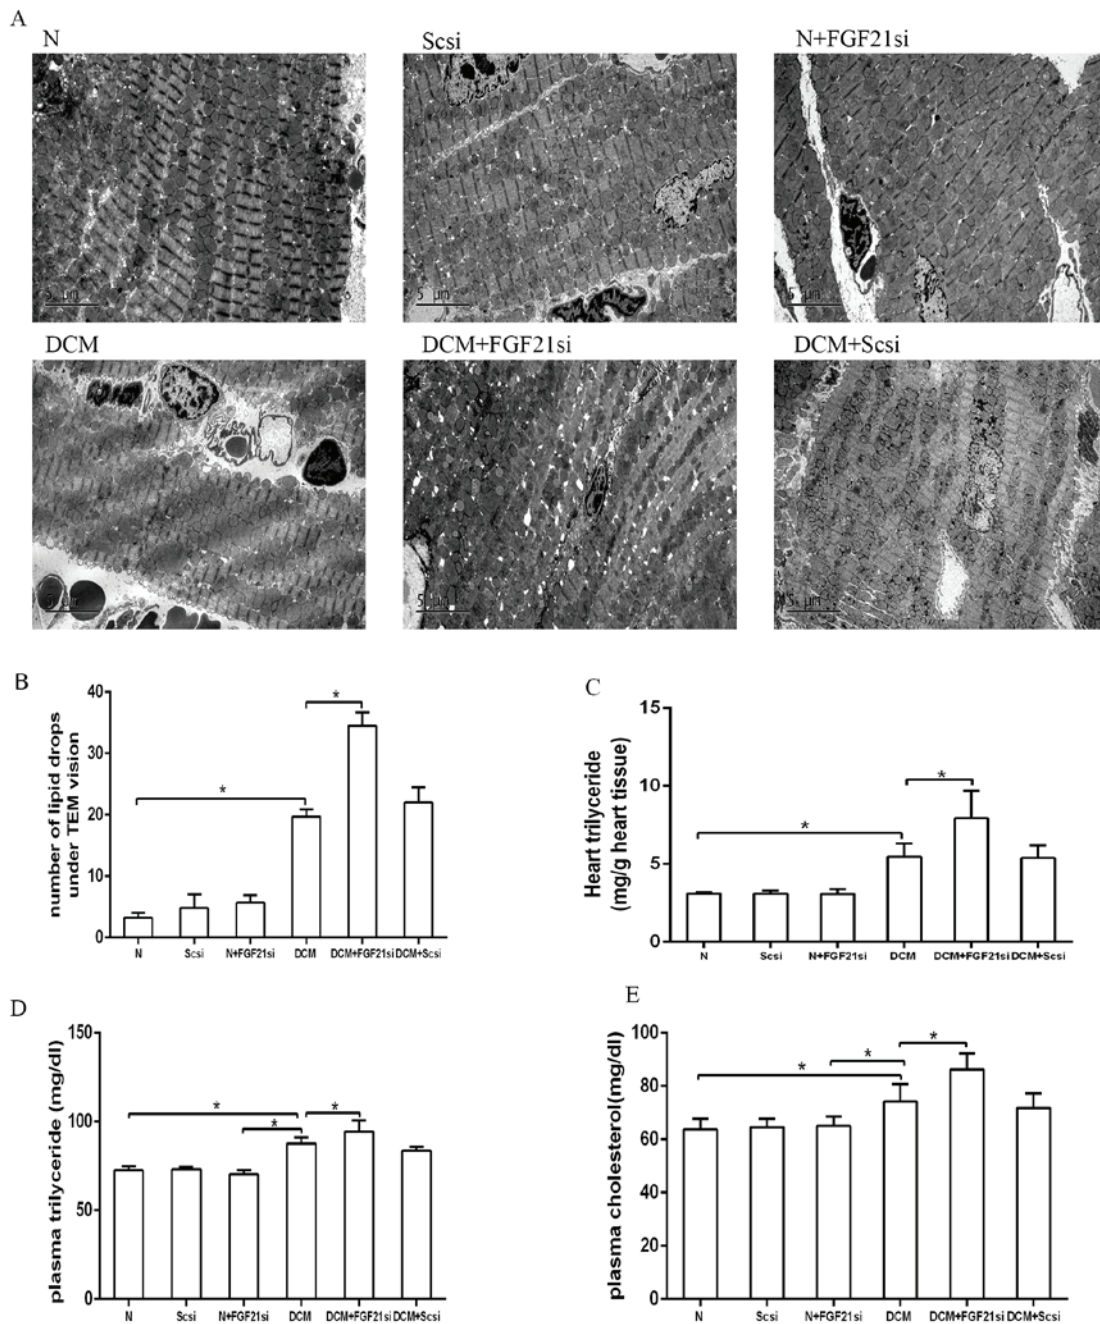 A
N
Scsi
N+FGF21si
5 μm
5 μm
5 μm
DCM
DCM+FGF21si
DCM+Scsi
5 μm
5 μm
5 μm
B
number of lipid drops
under TEM vision
40
30
20
10
0
*
*
N Scsi N+FGF21si DCM DCM+FGF21si DCM+Scsi
C
Heart trilyceride
(mg/g heart tissue)
15
10
5
0
*
*
N Scsi N+FGF21si DCM DCM+FGF21si DCM+Scsi
D
plasma trilyceride (mg/dl)
150
100
50
0
*
*
*
N Scsi N+FGF21si DCM DCM+FGF21si DCM+Scsi
E
plasma cholesterol(mg/dl)
100
80
60
40
20
0
*
*
*
N Scsi N+FGF21si DCM DCM+FGF21si DCM+Scsi